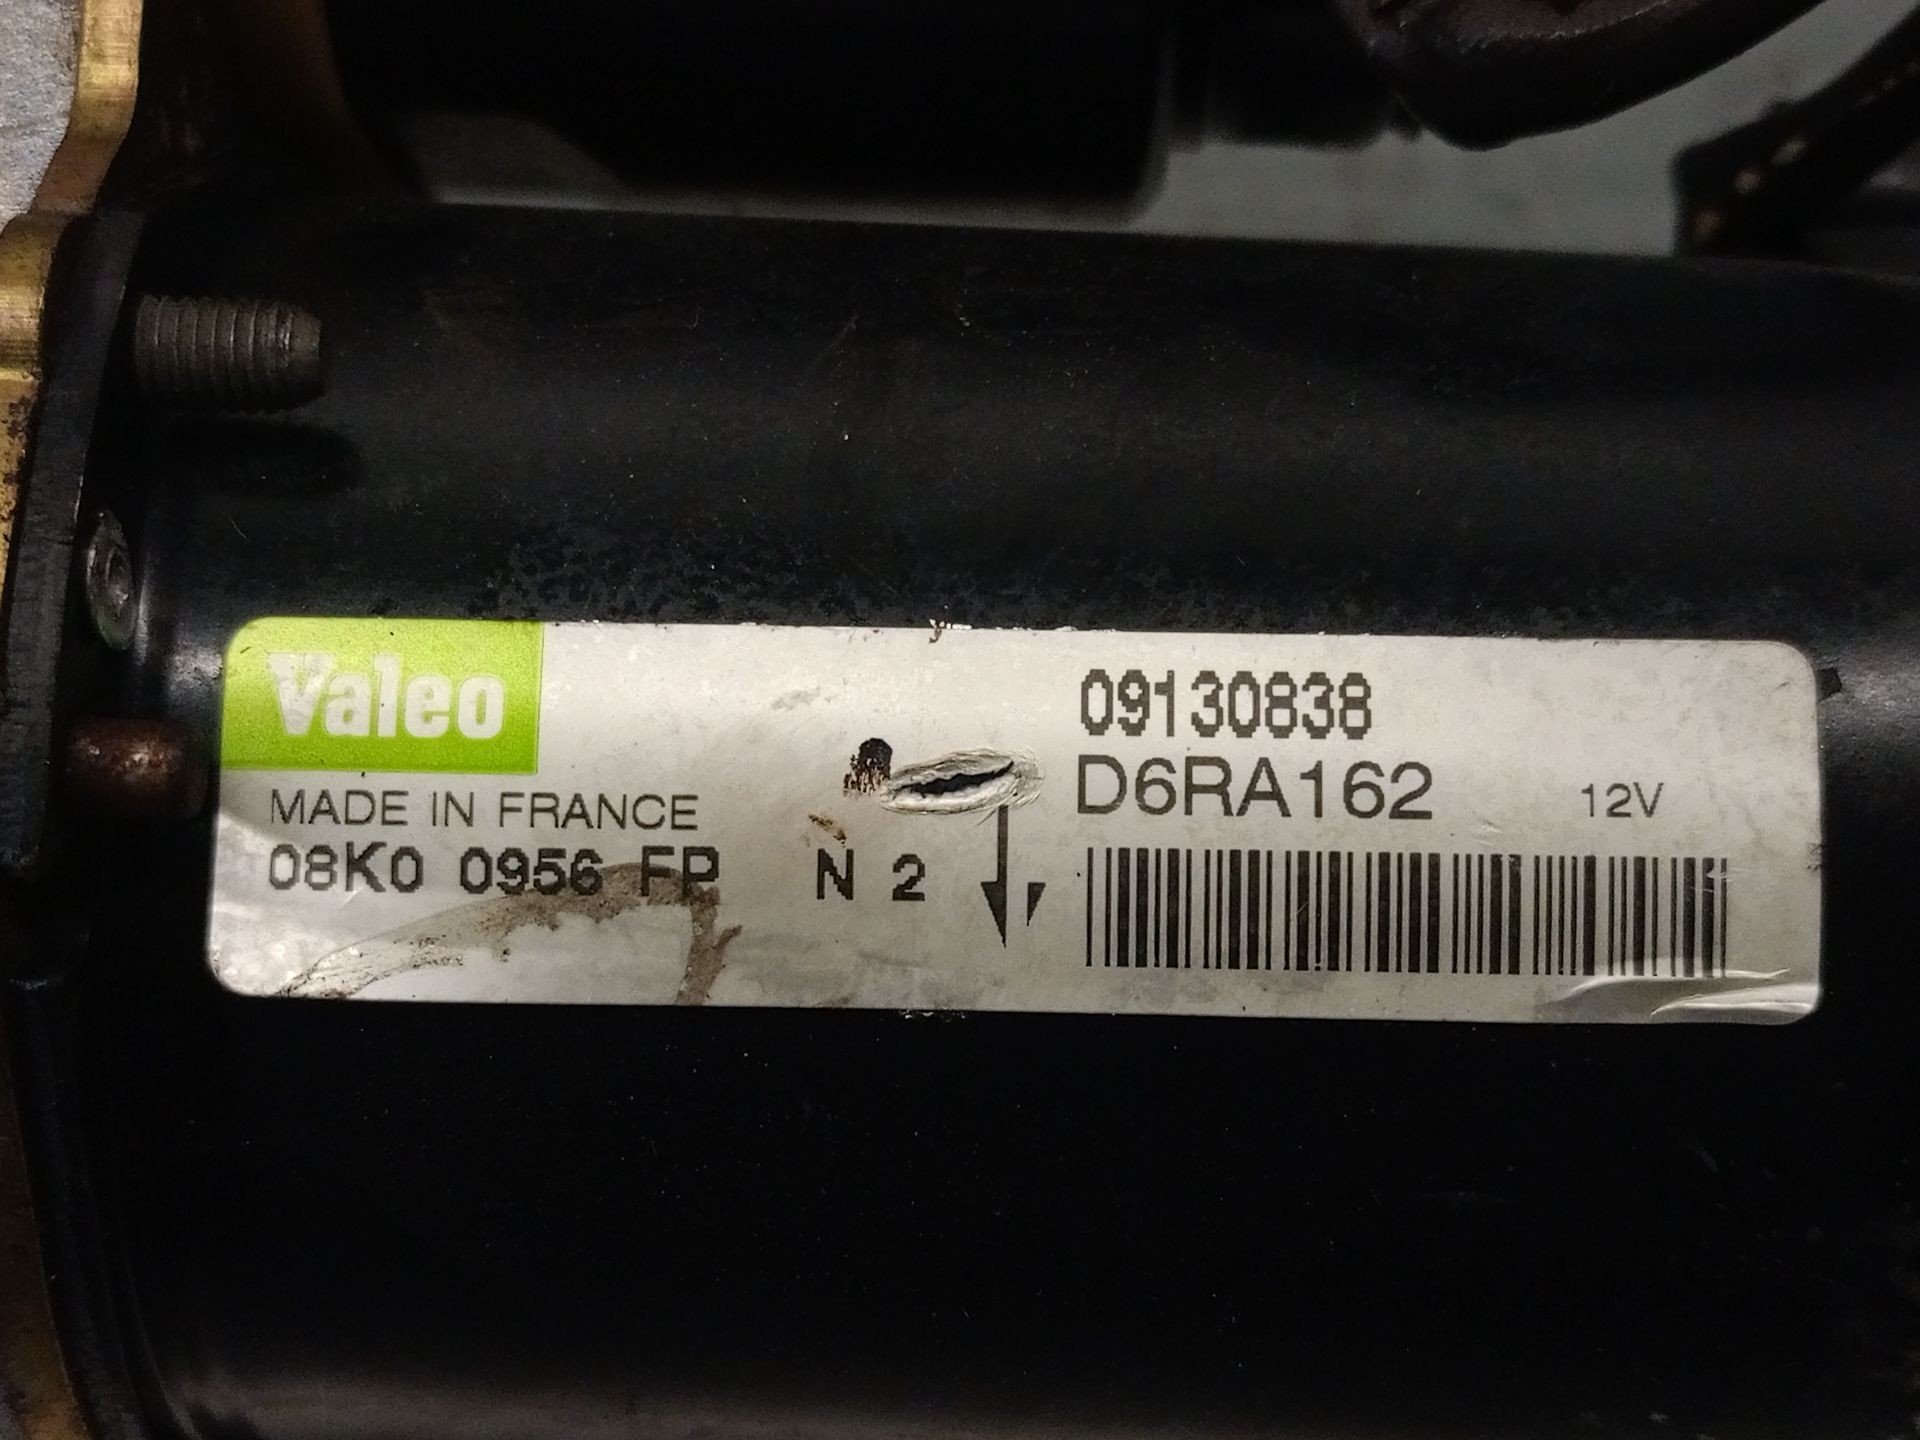 Valeo
MADE IN FRANCE
08K0 0956 FP N 2
09130838
D6RA162 12V